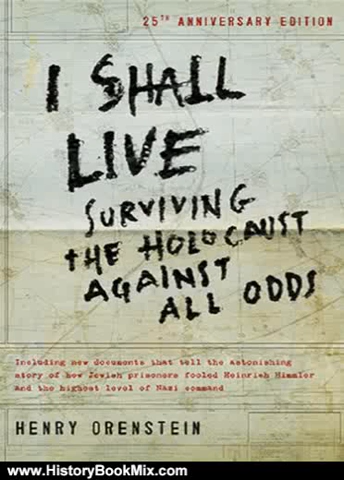 25TH ANNIVERSARY EDITION
I SHALL
LIVE
SURVIVING
THE HOLOCAUST
AGAINST
ALL ODDS
Including new documents that tell the astonishing
story of how Jewish prisoners fooled Heinrich Himmler
and the highest level of Nazi command
HENRY ORENSTEIN
www.HistoryBookMix.com